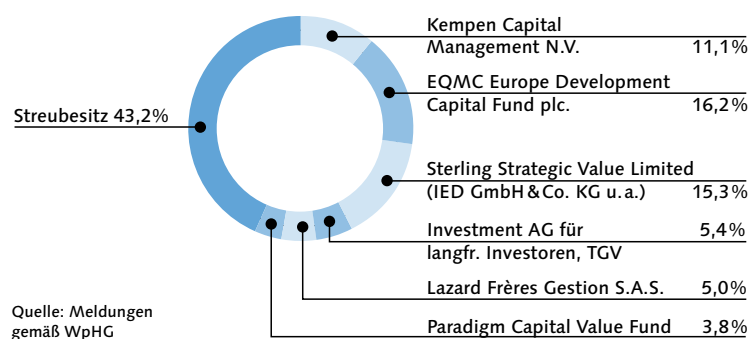 Kempen Capital
Management N.V. 11,1%
EQMC Europe Development
Capital Fund plc. 16,2%
Streubesitz 43,2%
Sterling Strategic Value Limited
(IED GmbH & Co. KG u.a.) 15,3%
Investment AG für 5,4%
langfr. Investoren, TGV
Lazard Frères Gestion S.A.S. 5,0%
Paradigm Capital Value Fund 3,8%
Quelle: Meldungen
gemäß WpHG